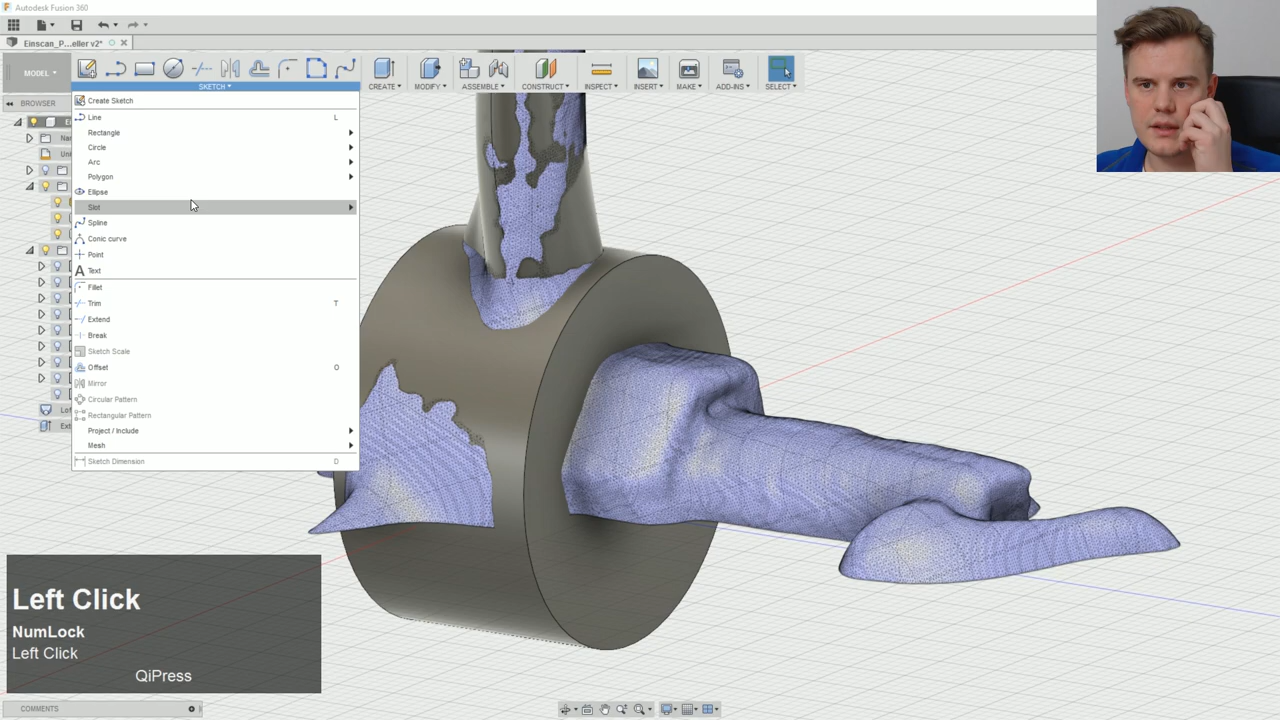 Autodesk Fusion 360
Einscan_P...eller v2*
MODEL
SKETCH
CREATE
MODIFY
ASSEMBLE
CONSTRUCT
INSPECT
INSERT
MAKE
ADD-INS
SELECT
BROWSER
Create Sketch
Line L
Rectangle
Circle
Arc
Polygon
Ellipse
Slot
Spline
Conic curve
Point
Text
Fillet
Trim T
Extend
Break
Sketch Scale
Offset O
Mirror
Circular Pattern
Rectangular Pattern
Project / Include
Mesh
Sketch Dimension D
Left Click
NumLock
Left Click
QiPress
COMMENTS